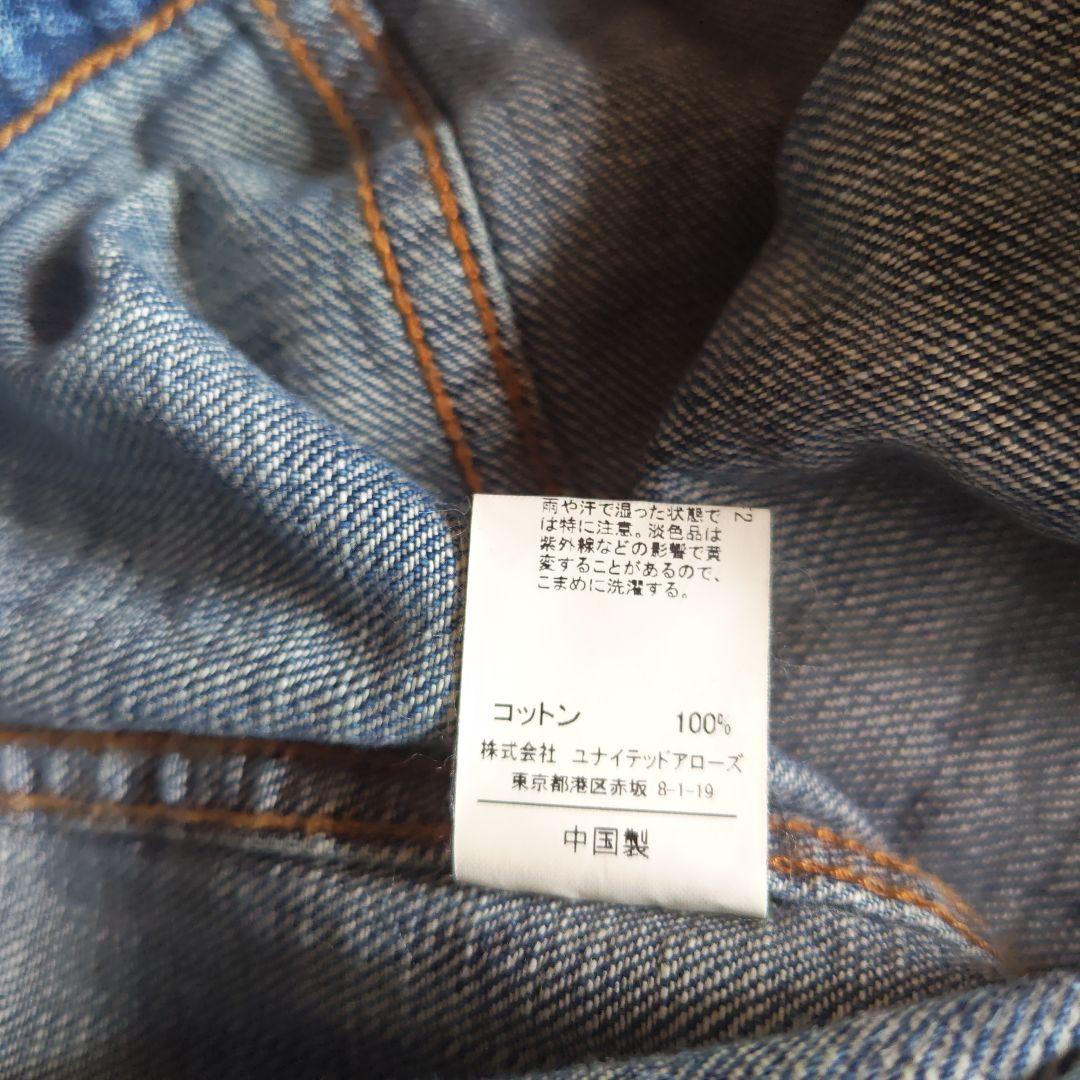 雨や汗で湿った状態で
は特に注意。淡色品は
紫外線などの影響で黄
変することがあるので、
こまめに洗濯する。
コットン 100%
株式会社 ユナイテッドアローズ
東京都港区赤坂 8-1-19
中国製